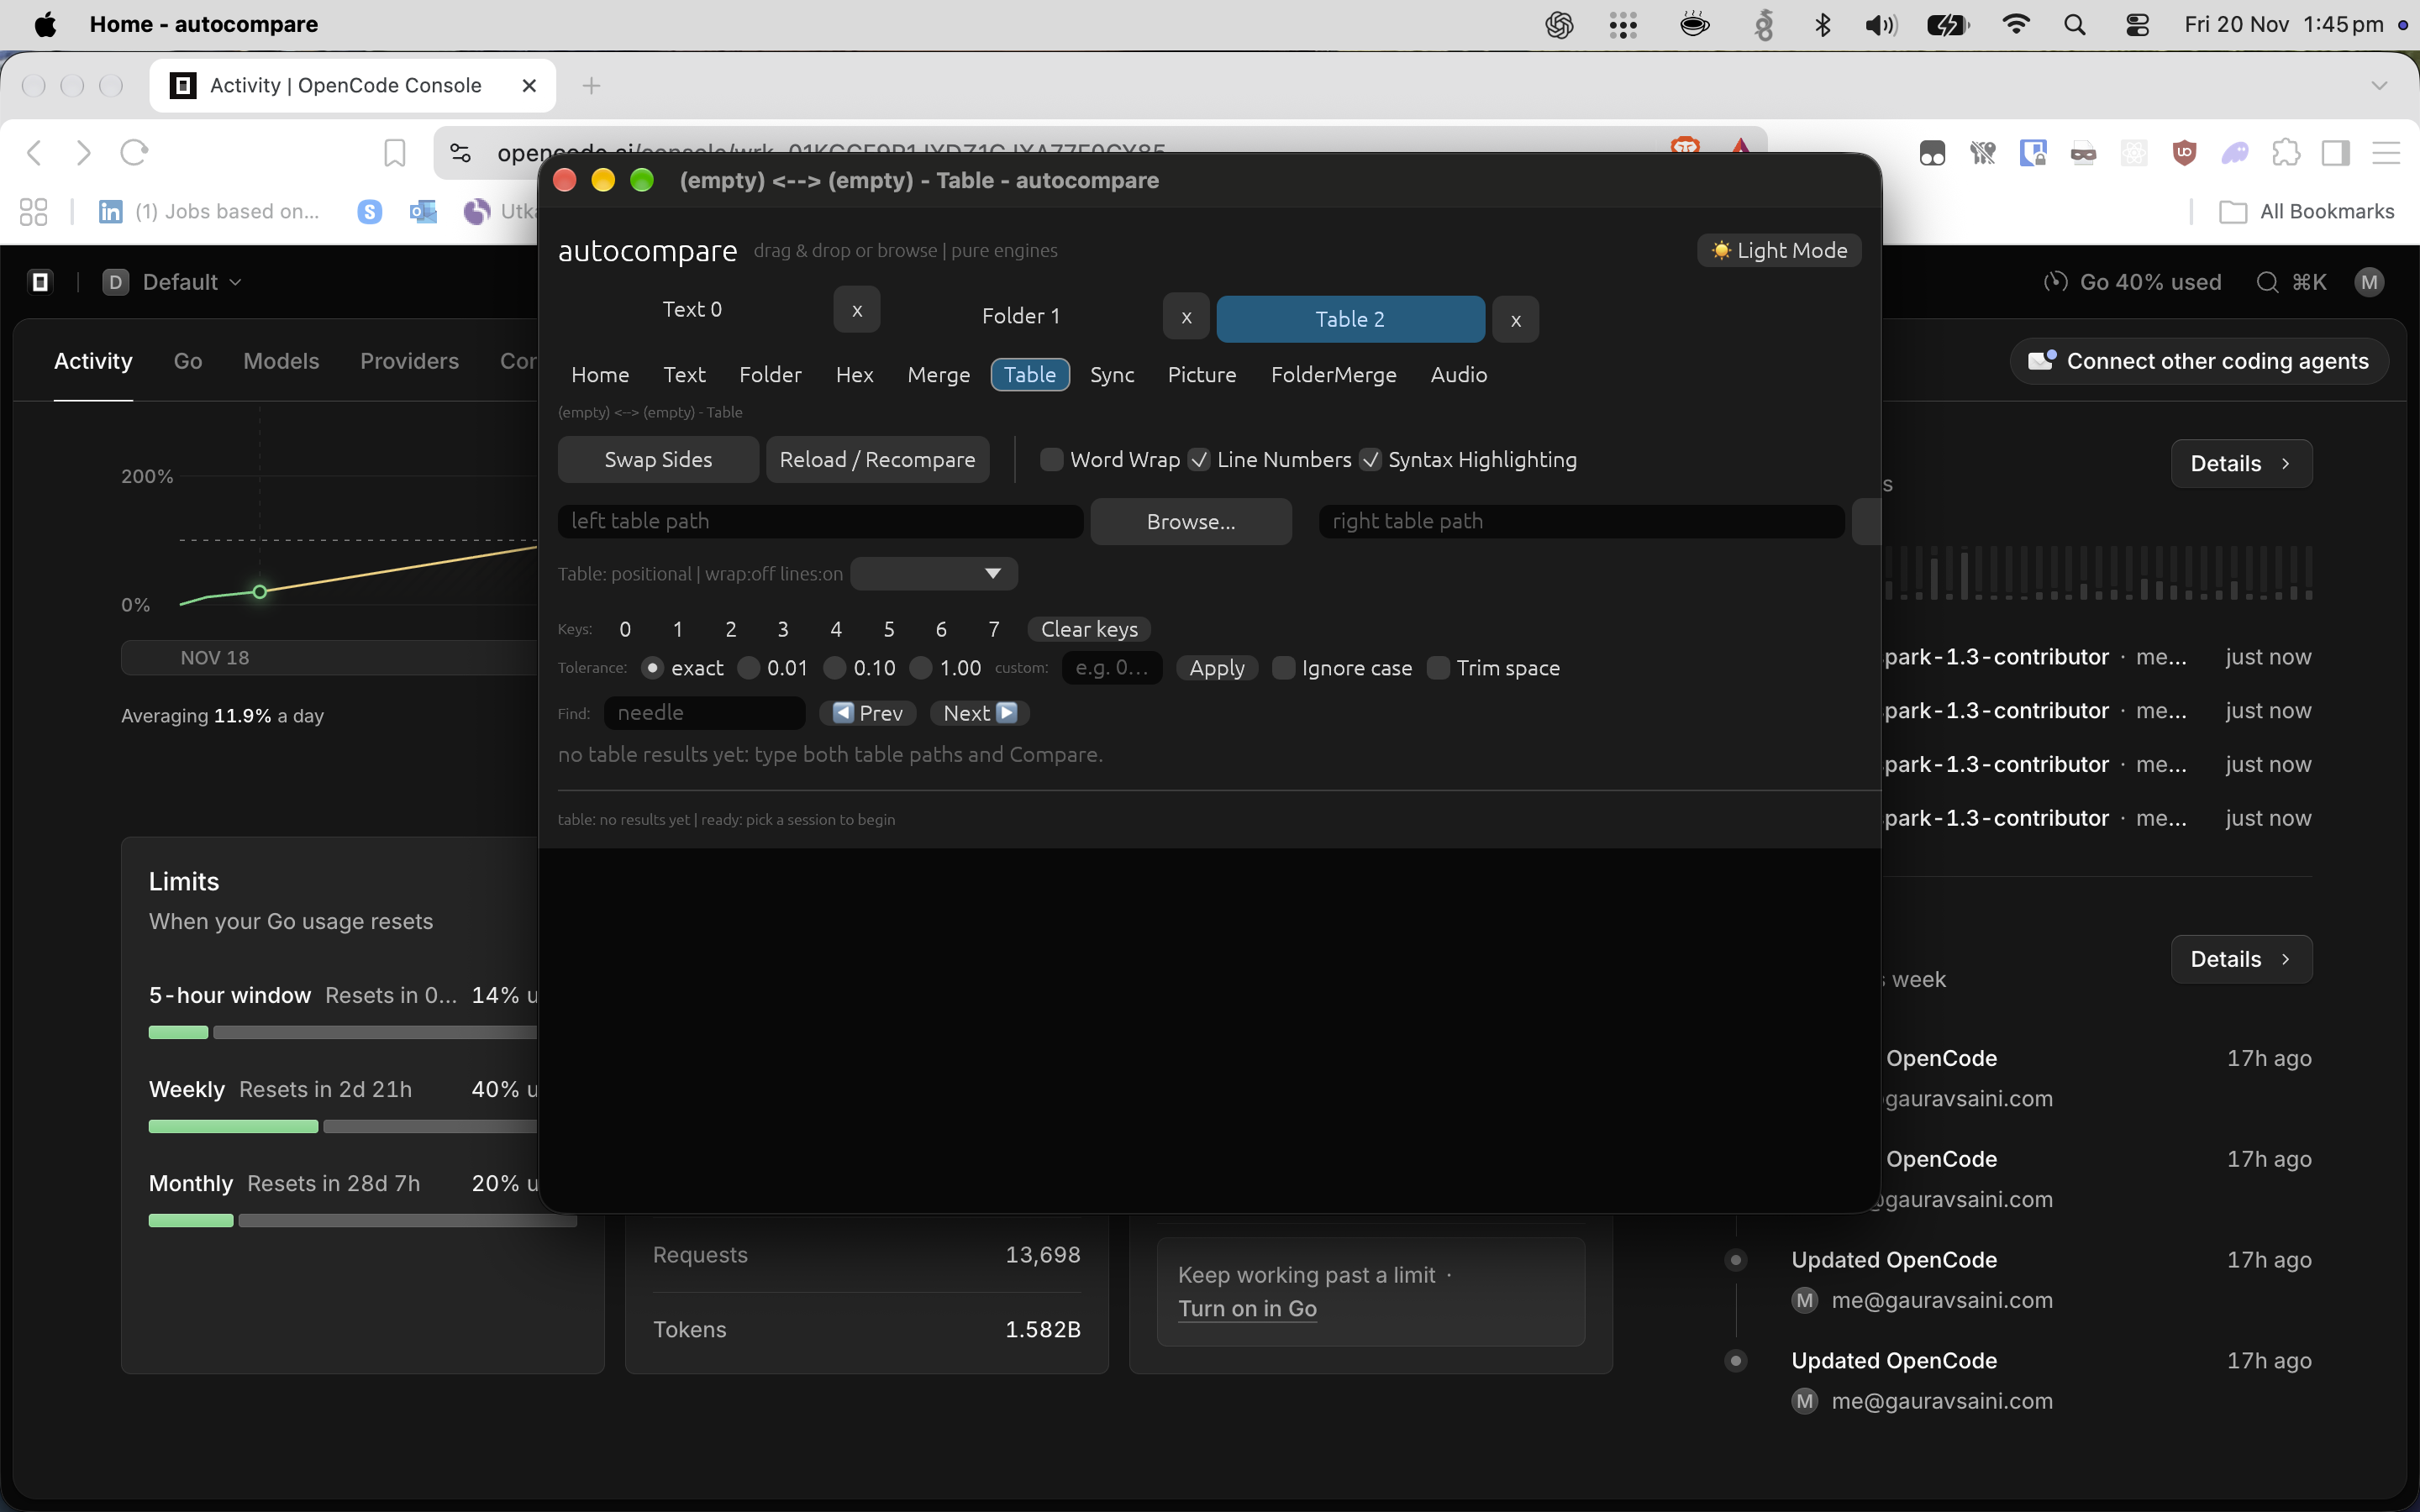 Home - autocompare
Fri 20 Nov 1:45 pm
Activity | OpenCode Console
(1) Jobs based on...
All Bookmarks
D Default
Go 40% used
⌘K
M
Activity Go Models Providers
Connect other coding agents
200%
0%
NOV 18
Averaging 11.9% a day
Limits
When your Go usage resets
5-hour window Resets in 0... 14%
Weekly Resets in 2d 21h 40%
Monthly Resets in 28d 7h 20%
(empty) <--> (empty) - Table - autocompare
autocompare drag & drop or browse | pure engines
☀ Light Mode
Text 0 x Folder 1 x Table 2 x
Home Text Folder Hex Merge Table Sync Picture FolderMerge Audio
(empty) <--> (empty) - Table
Swap Sides Reload / Recompare Word Wrap Line Numbers Syntax Highlighting
left table path Browse... right table path
Table: positional | wrap:off lines:on
Keys: 0 1 2 3 4 5 6 7 Clear keys
Tolerance: exact 0.01 0.10 1.00 custom: e.g. 0... Apply Ignore case Trim space
Find: needle ◀ Prev Next ▶
no table results yet: type both table paths and Compare.
table: no results yet | ready: pick a session to begin
Requests 13,698
Tokens 1.582B
Keep working past a limit ·
Turn on in Go
Details >
park-1.3-contributor · me... just now
park-1.3-contributor · me... just now
park-1.3-contributor · me... just now
park-1.3-contributor · me... just now
Details >
week
OpenCode 17h ago
gauravsaini.com
OpenCode 17h ago
gauravsaini.com
Updated OpenCode 17h ago
M me@gauravsaini.com
Updated OpenCode 17h ago
M me@gauravsaini.com